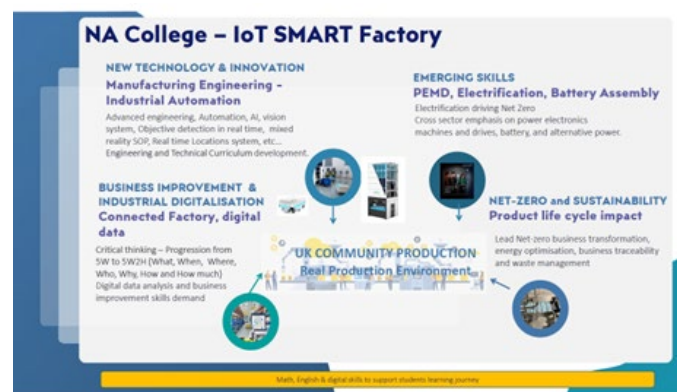 NA College – IoT SMART Factory
NEW TECHNOLOGY & INNOVATION
Manufacturing Engineering -
Industrial Automation
Advanced engineering, Automation, AI, vision
system, Objective detection in real time, mixed
reality SOP, Real time Locations system, etc...
Engineering and Technical Curriculum development.
EMERGING SKILLS
PEMD, Electrification, Battery Assembly
Electrification driving Net Zero
Cross sector emphasis on power electronics
machines and drives, battery, and alternative power.
BUSINESS IMPROVEMENT &
INDUSTRIAL DIGITALISATION
Connected Factory, digital
data
Critical thinking – Progression from
5W to 5W2H (What, When, Where,
Who, Why, How and How much)
Digital data analysis and business
improvement skills demand
UK COMMUNITY PRODUCTION
Real Production Environment
NET-ZERO and SUSTAINABILITY
Product life cycle impact
Lead Net-zero business transformation,
energy optimisation, business traceability
and waste management
Math, English & digital skills to support students learning journey